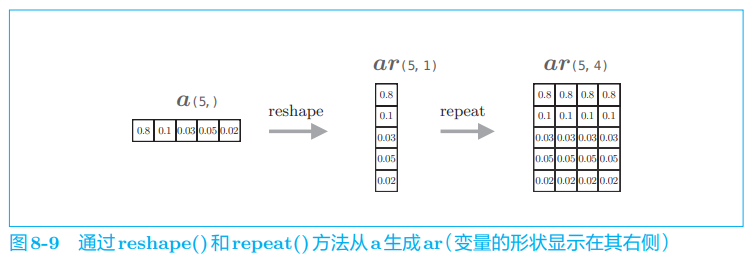 a(5, )
0.8 0.1 0.03 0.05 0.02
reshape
ar(5, 1)
0.8
0.1
0.03
0.05
0.02
repeat
ar(5, 4)
0.8 0.8 0.8 0.8
0.1 0.1 0.1 0.1
0.03 0.03 0.03 0.03
0.05 0.05 0.05 0.05
0.02 0.02 0.02 0.02
图8-9 通过reshape()和repeat()方法从a生成ar(变量的形状显示在其右侧)